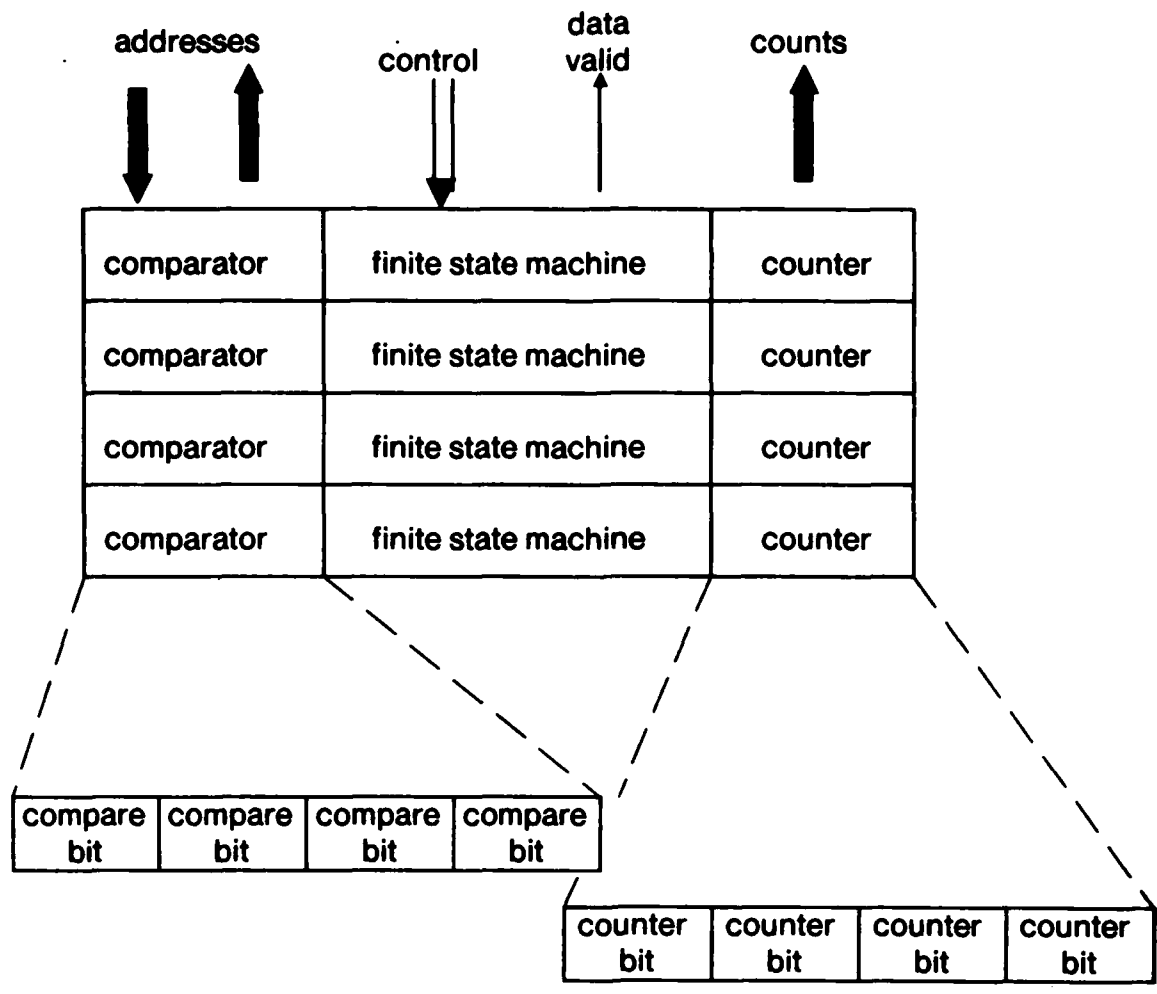 addresses
control
data
valid
counts
comparator finite state machine counter
comparator finite state machine counter
comparator finite state machine counter
comparator finite state machine counter
compare compare compare compare
bit bit bit bit
counter counter counter counter
bit bit bit bit